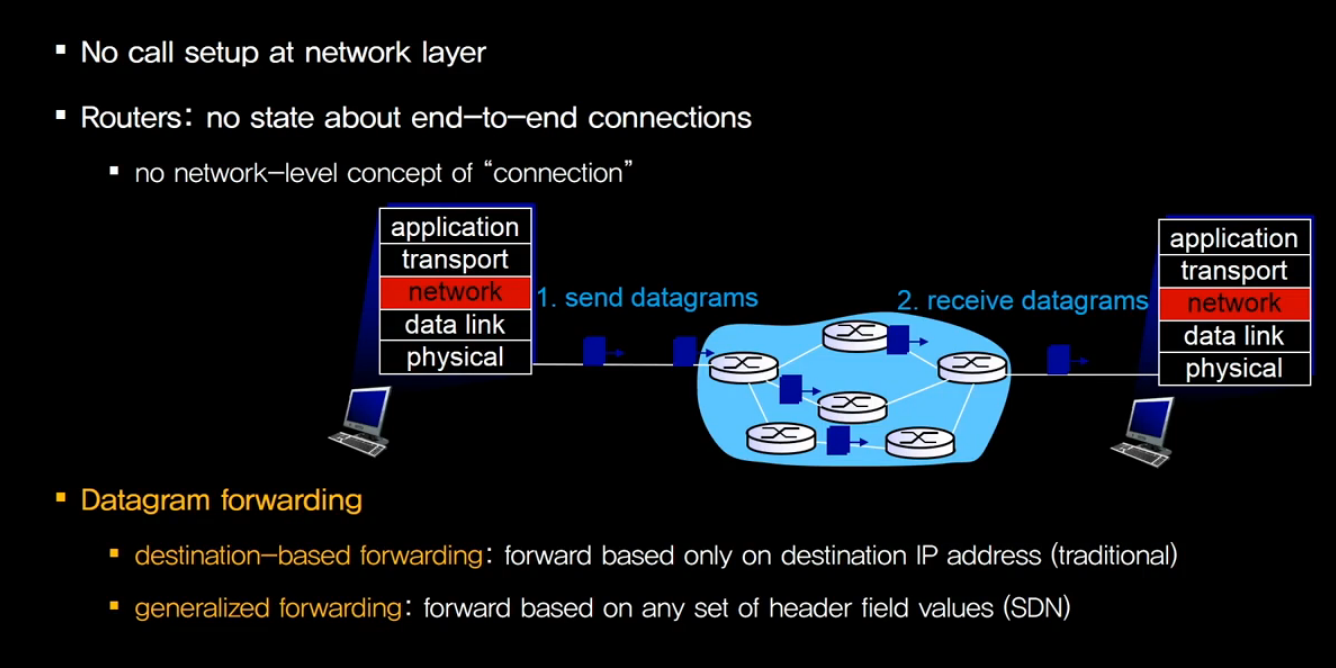 ▪ No call setup at network layer
▪ Routers: no state about end-to-end connections
▪ no network-level concept of “connection”
application
transport
network
data link
physical
1. send datagrams
2. receive datagrams
application
transport
network
data link
physical
▪ Datagram forwarding
▪ destination-based forwarding: forward based only on destination IP address (traditional)
▪ generalized forwarding: forward based on any set of header field values (SDN)